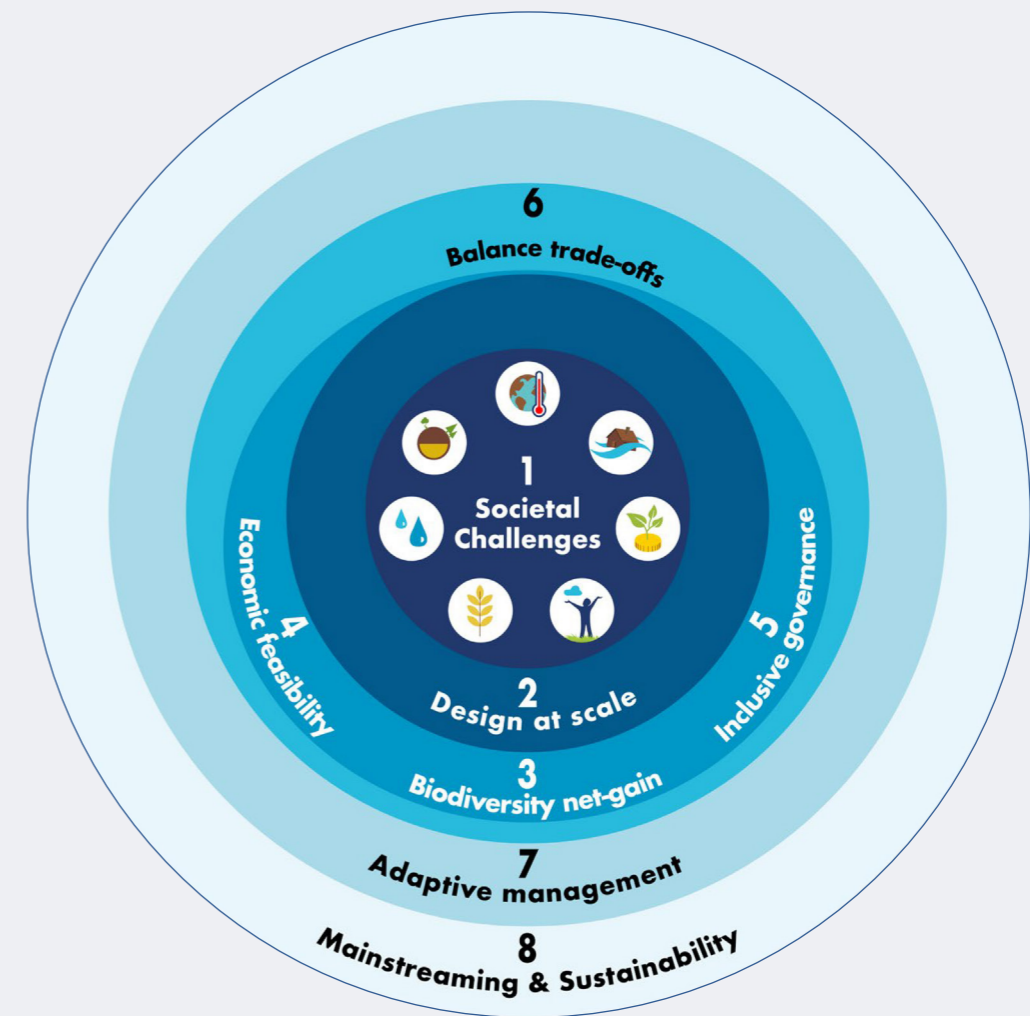 6
Balance trade-offs
1
Societal
Challenges
4
Economic feasibility
5
Inclusive governance
2
Design at scale
3
Biodiversity net-gain
7
Adaptive management
8
Mainstreaming & Sustainability